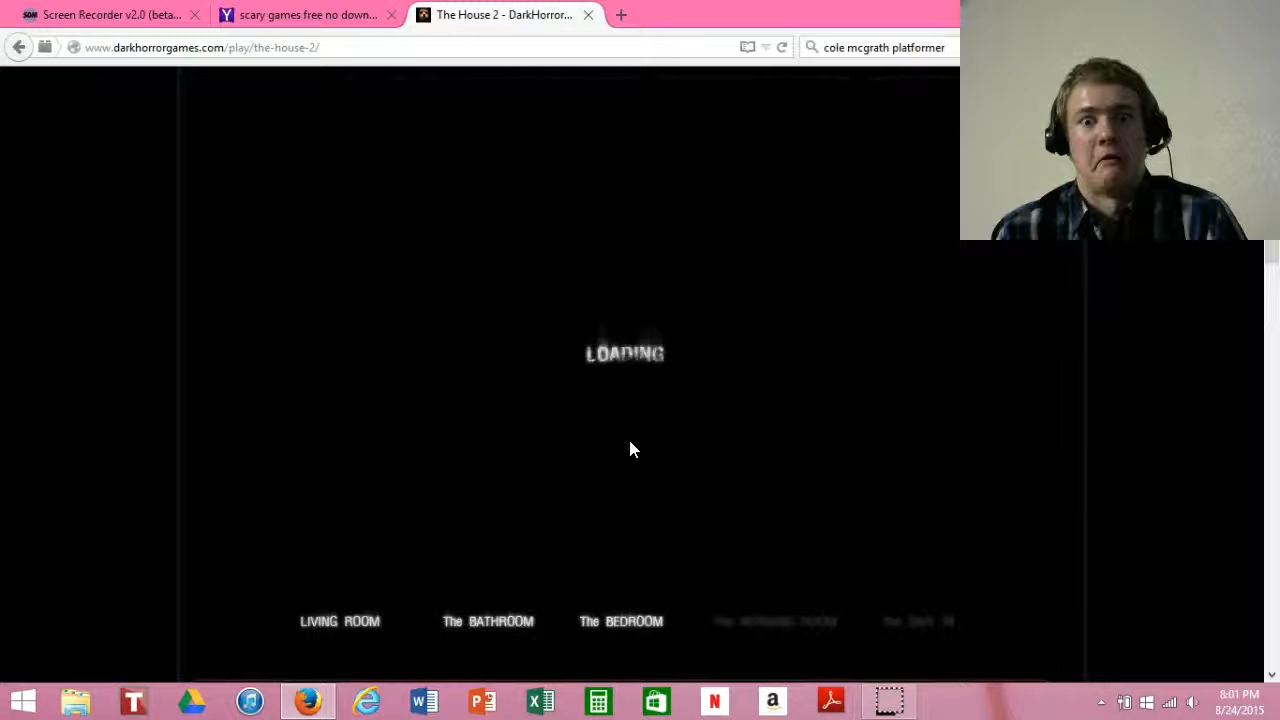 Screen Recorder v2.0 (beta...
scary games free no down...
The House 2 - DarkHorror...
www.darkhorrorgames.com/play/the-house-2/
cole mcgrath platformer
LOADING
LIVING ROOM The BATHROOM The BEDROOM
8:01 PM
8/24/2015